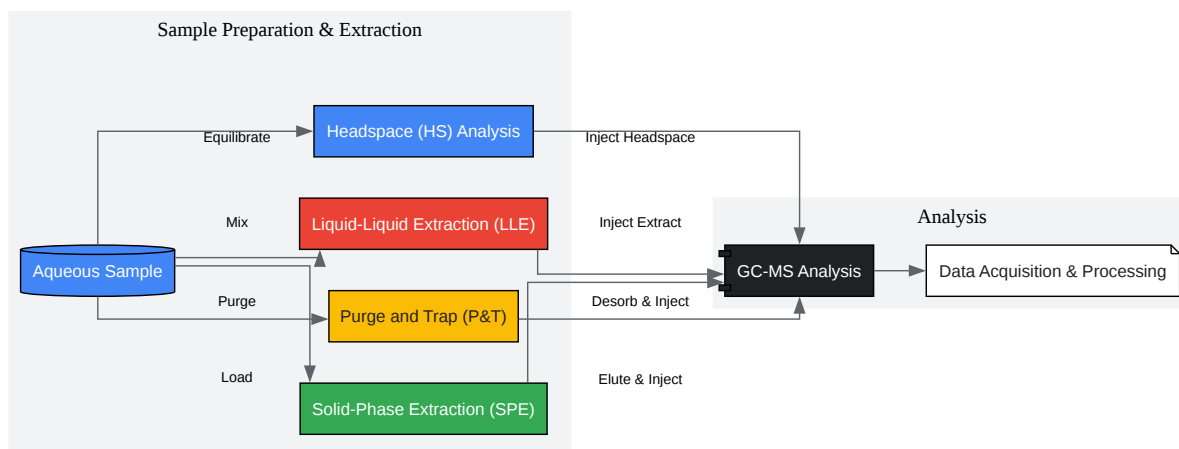 Sample Preparation & Extraction
Equilibrate
Headspace (HS) Analysis
Inject Headspace
Mix
Liquid-Liquid Extraction (LLE)
Inject Extract
Analysis
Aqueous Sample
GC-MS Analysis
Data Acquisition & Processing
Purge
Purge and Trap (P&T)
Desorb & Inject
Load
Solid-Phase Extraction (SPE)
Elute & Inject